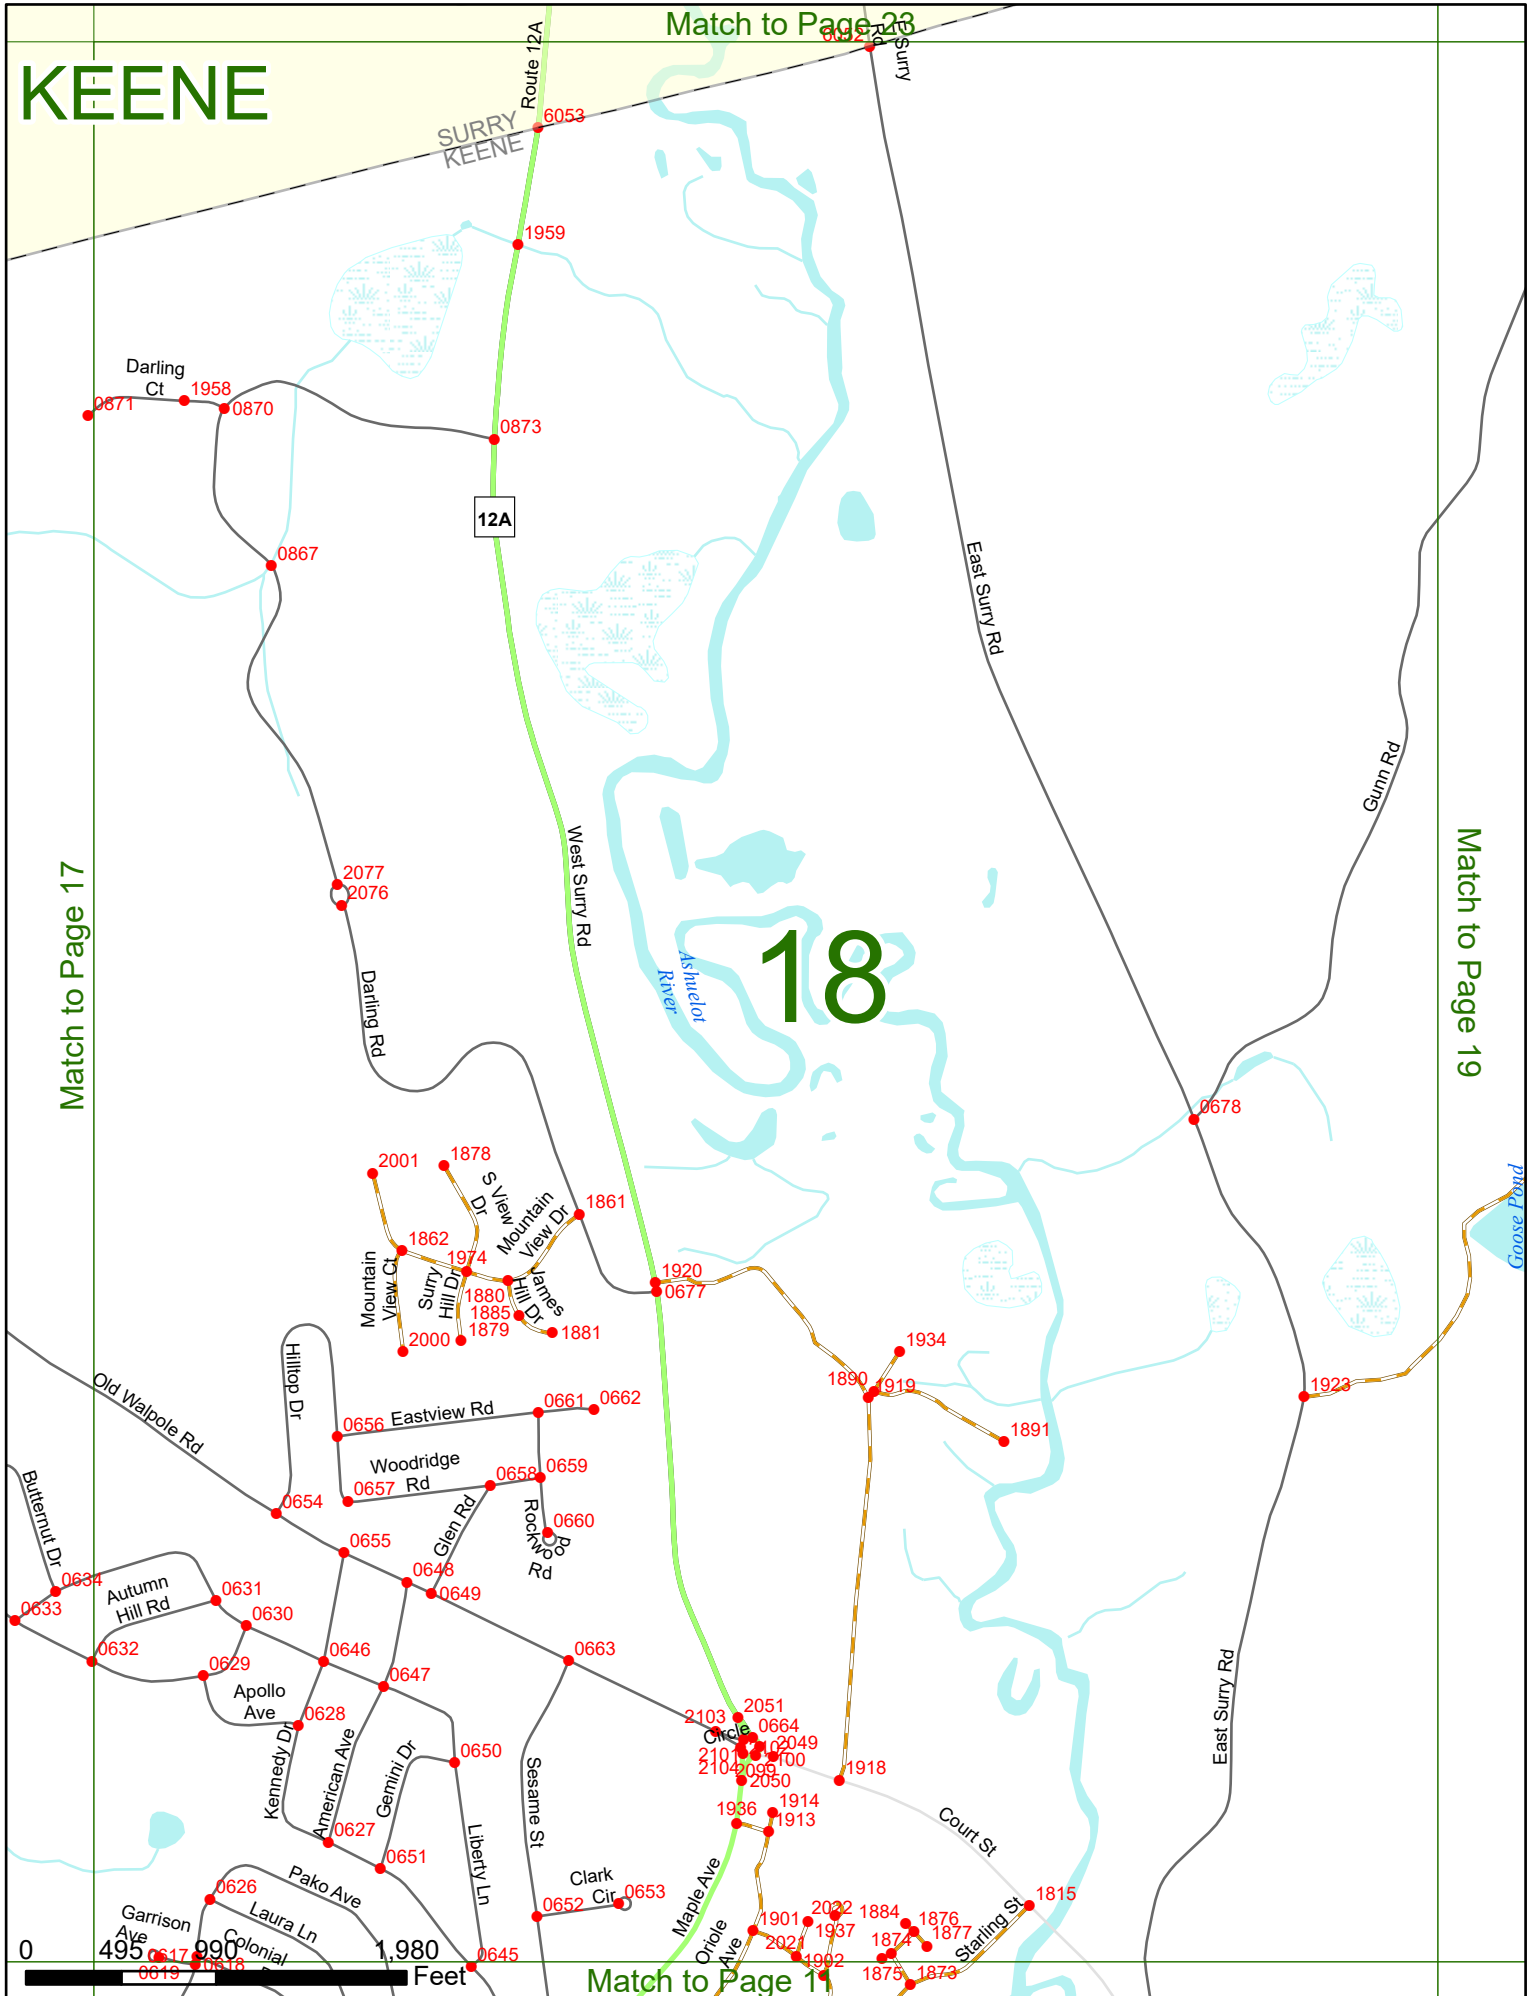 Match to Page 23
KEENE
Route 12A
E Surry
Rd
6052
6053
SURRY
KEENE
1959
Darling
Ct
1958
0871
0870
0873
12A
0867
East Surry Rd
Gunn Rd
West Surry Rd
Match to Page 17
Match to Page 19
2077
2076
18
Ashuelot
River
Darling Rd
0678
2001
1878
S View
Dr
Mountain
View Dr
1861
Goose Pond
1862
1974
Mountain
View Ct
Surry
Hill Dr
James
Hill Dr
1880
1885
1879
1881
2000
1920
0677
1934
1890
1919
1923
1891
Hilltop Dr
Old Walpole Rd
0661
0662
Eastview Rd
0656
Woodridge
Rd
0658
0659
0657
0654
Butternut Dr
Glen Rd
Rockwood
Rd
0660
0655
0648
0649
0634
Autumn
Hill Rd
0631
0633
0630
0632
0646
0663
0629
0647
Apollo
Ave
0628
2051
2103
Circle
0664
2049
2101
2102
2100
2104
2099
2050
0650
1918
East Surry Rd
Kennedy Dr
American Ave
Gemini Dr
Sesame St
1936
1914
1913
Court St
0627
0651
Liberty Ln
Pako Ave
Clark
Cir
0653
0652
Maple Ave
0626
Laura Ln
Garrison
Ave
Colonial
Oriole
Ave
1901
2022
1937
2021
1902
1884
1876
1877
1874
1875
1873
Starling St
1815
0617
0618
0619
0645
0
495
990
1,980
Feet
Match to Page 11